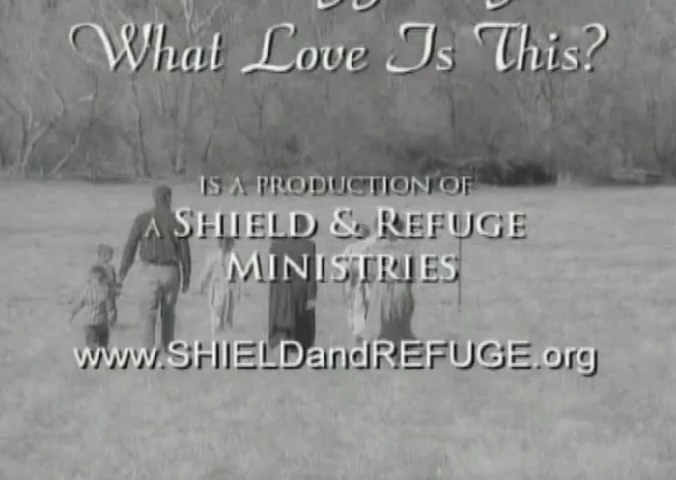 What Love Is This?
IS A PRODUCTION OF
A SHIELD & REFUGE
MINISTRIES
www.SHIELDandREFUGE.org